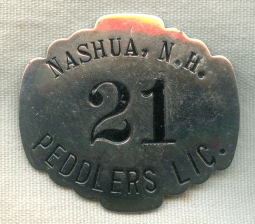 NASHUA, N.H.
21
PEDDLERS LIC.